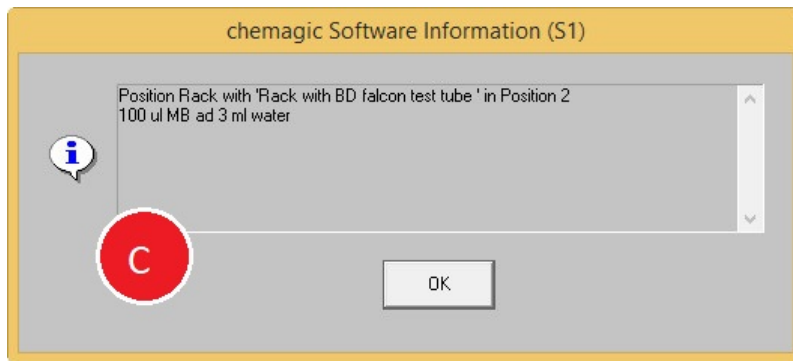 chemagic Software Information (S1)
Position Rack with 'Rack with BD falcon test tube ' in Position 2
100 ul MB ad 3 ml water
C
OK